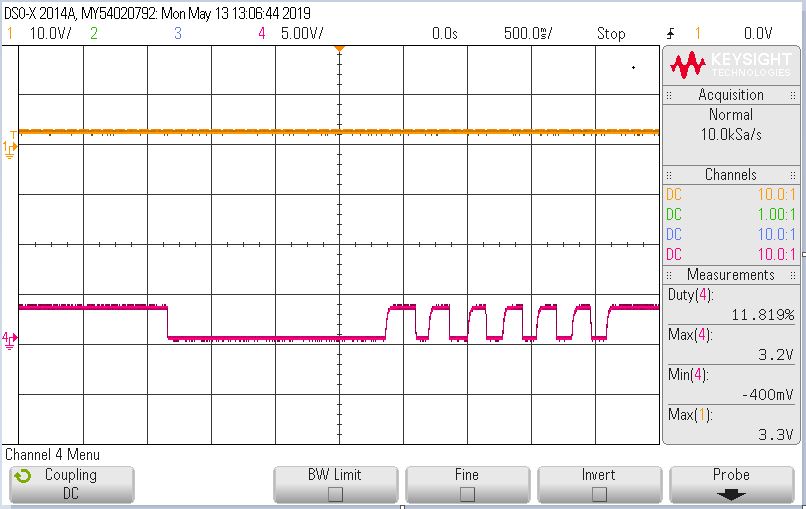 DSO-X 2014A, MY54020792: Mon May 13 13:06:44 2019
1 10.0V/ 2 3 4 5.00V/ 0.0s 500.0ms/ Stop 1 0.0V
KEYSIGHT
TECHNOLOGIES
Acquisition
Normal
10.0kSa/s
Channels
DC 10.0:1
DC 1.00:1
DC 10.0:1
DC 10.0:1
Measurements
Duty(4):
11.819%
Max(4):
3.2V
Min(4):
-400mV
Max(1):
3.3V
T
1
4
Channel 4 Menu
Coupling
DC
BW Limit
Fine
Invert
Probe